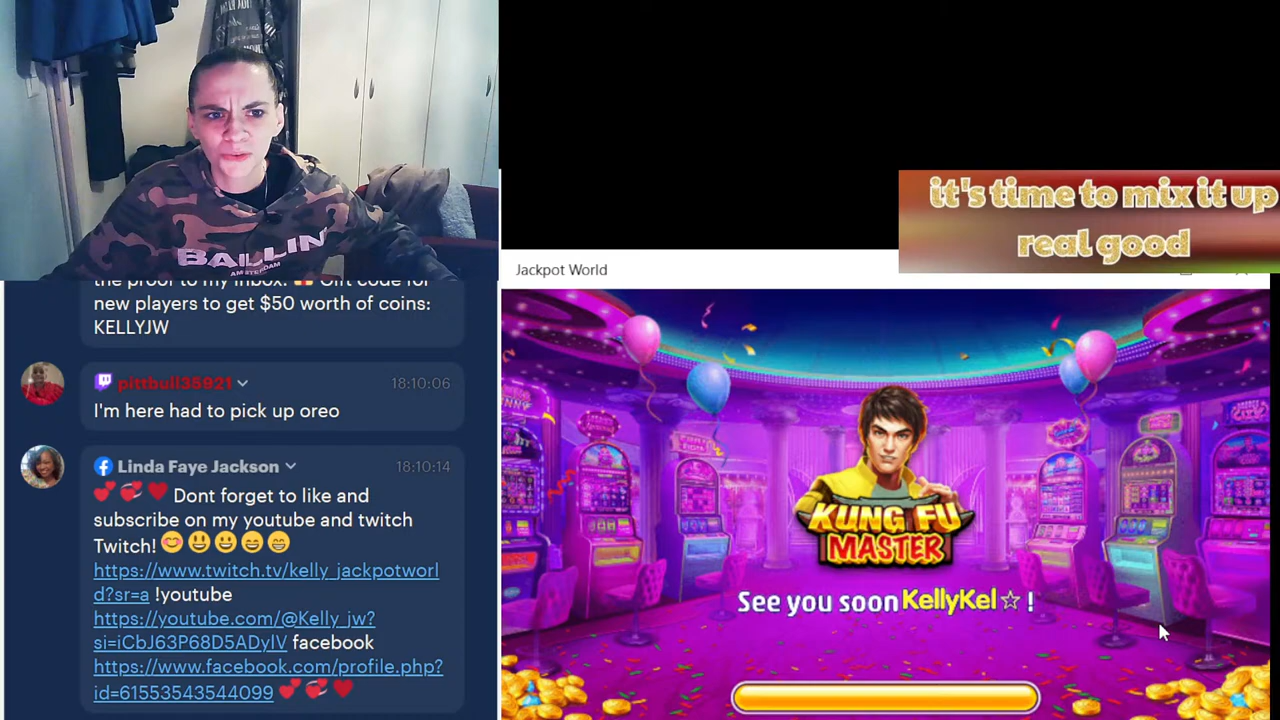 BALLIN
AMSTERDAM
the proof to my inbox. Gift code for
new players to get $50 worth of coins:
KELLYJW
pittbull35921
18:10:06
I'm here had to pick up oreo
Linda Faye Jackson
18:10:14
💕💞❤️ Dont forget to like and
subscribe on my youtube and twitch
Twitch! 😊😃😀😄😁
https://www.twitch.tv/kelly_jackpotworl
d?sr=a !youtube
https://youtube.com/@Kelly_jw?
si=iCbJ63P68D5ADyIV facebook
https://www.facebook.com/profile.php?
id=61553543544099 💕💞❤️
it's time to mix it up
real good
Jackpot World
KUNG FU
MASTER
See you soon KellyKel☆ !